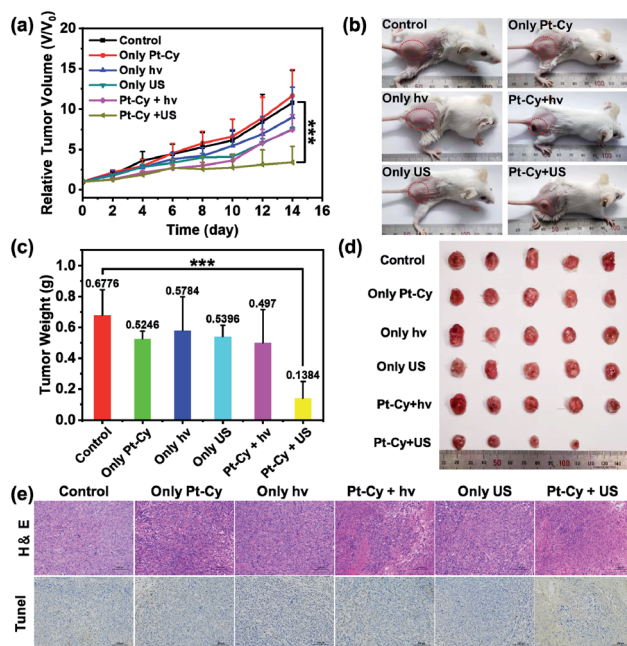 (a)
Relative Tumor Volume (V/V₀)
20
15
10
5
0
Control
Only Pt-Cy
Only hv
Only US
Pt-Cy + hv
Pt-Cy +US
***
0 2 4 6 8 10 12 14 16
Time (day)
(b)
Control
Only Pt-Cy
Only hv
Pt-Cy+hv
Only US
Pt-Cy+US
(c)
Tumor Weight (g)
1.0
0.8
0.6
0.4
0.2
0.0
***
0.6776
0.5246
0.5784
0.5396
0.497
0.1384
Control
Only Pt-Cy
Only hv
Only US
Pt-Cy + hv
Pt-Cy + US
(d)
Control
Only Pt-Cy
Only hv
Only US
Pt-Cy+hv
Pt-Cy+US
(e)
Control
Only Pt-Cy
Only hv
Pt-Cy + hv
Only US
Pt-Cy + US
H & E
Tunel